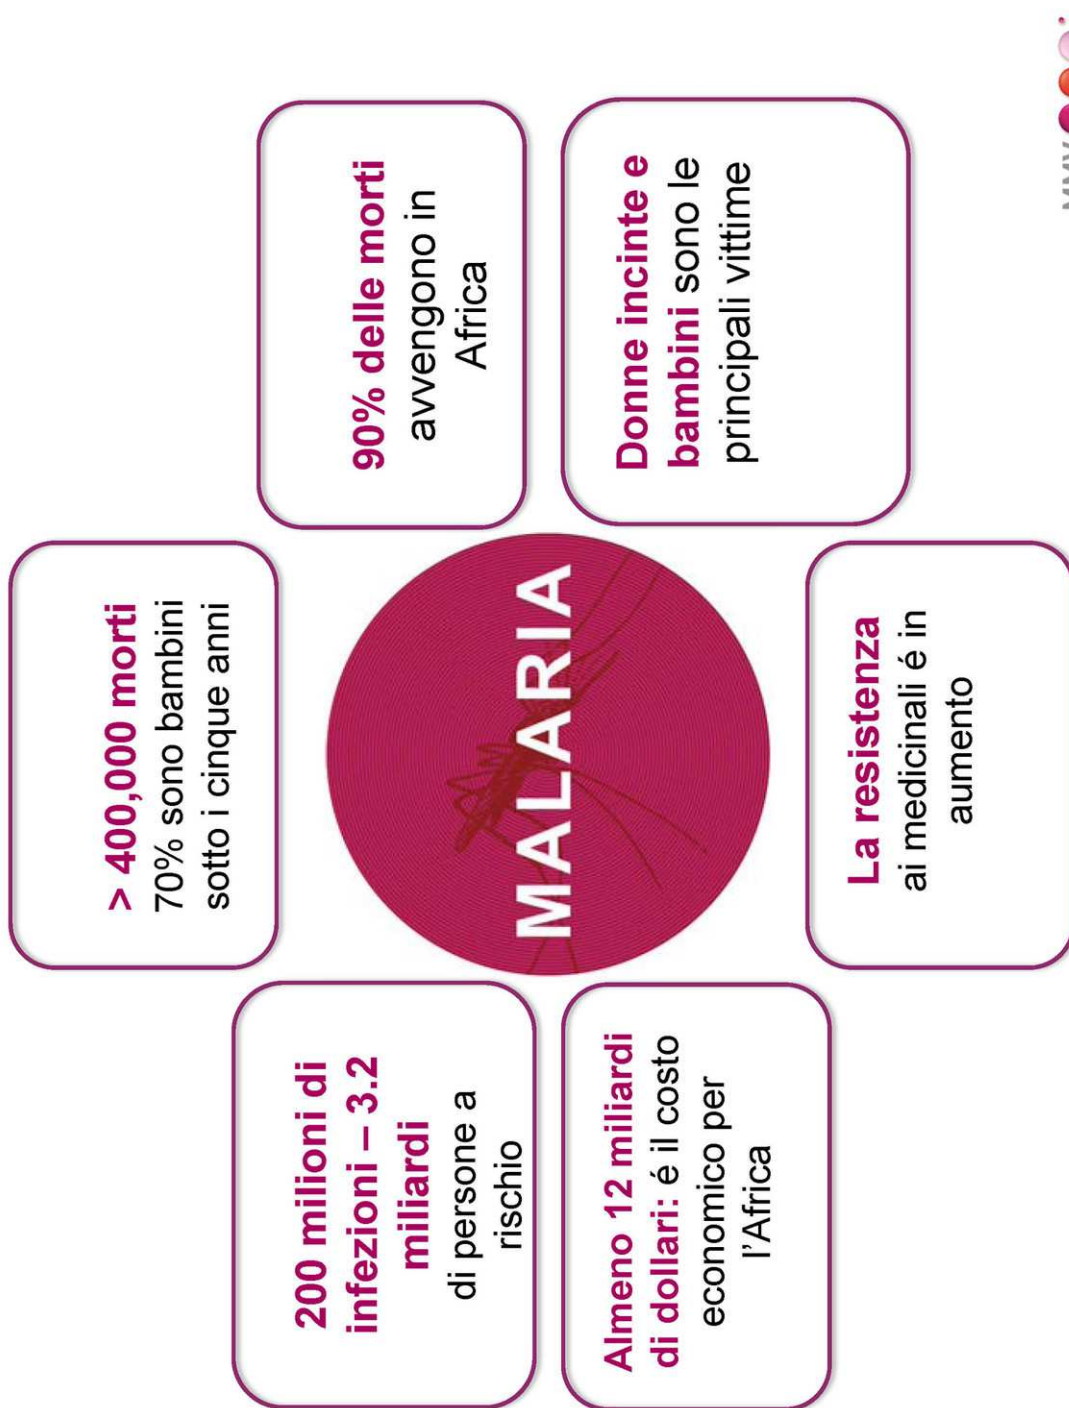 > 400,000 morti
70% sono bambini
sotto i cinque anni
200 milioni di
infezioni – 3.2
miliardi
di persone a
rischio
90% delle morti
avvengono in
Africa
MALARIA
Almeno 12 miliardi
di dollari: é il costo
economico per
l'Africa
Donne incinte e
bambini sono le
principali vittime
La resistenza
ai medicinali é in
aumento
MMV